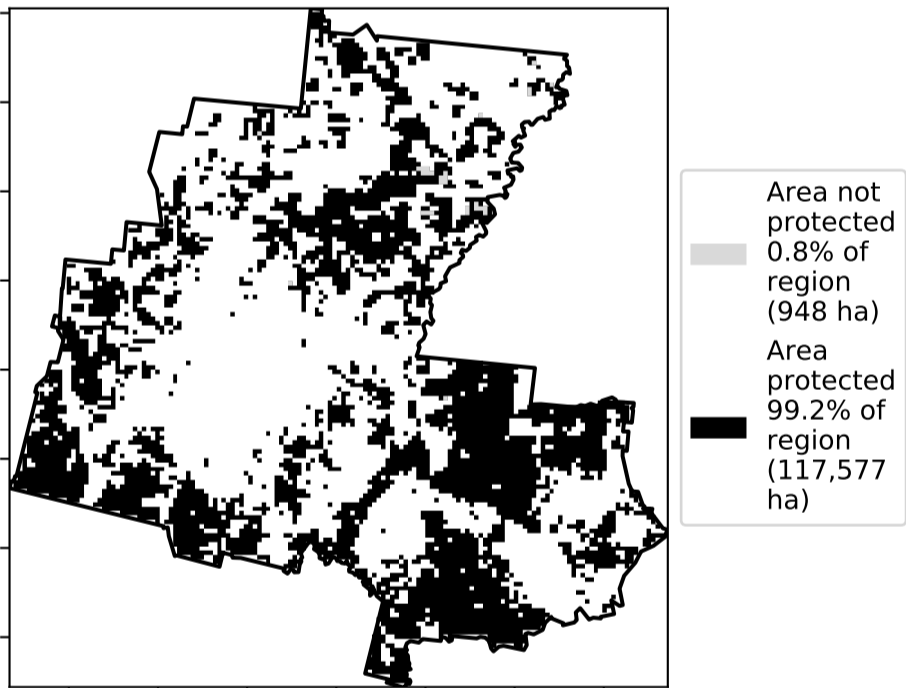 Area not
protected
0.8% of
region
(948 ha)
Area
protected
99.2% of
region
(117,577
ha)